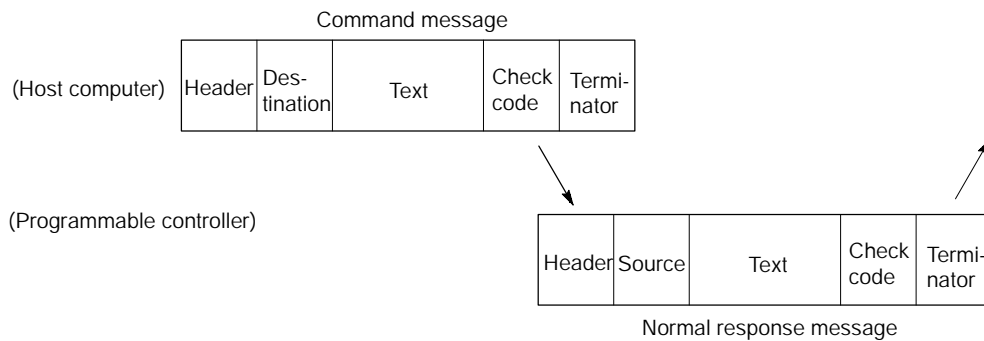 Command message
(Host computer)
Header
Des-
tination
Text
Check
code
Termi-
nator
(Programmable controller)
Header
Source
Text
Check
code
Termi-
nator
Normal response message